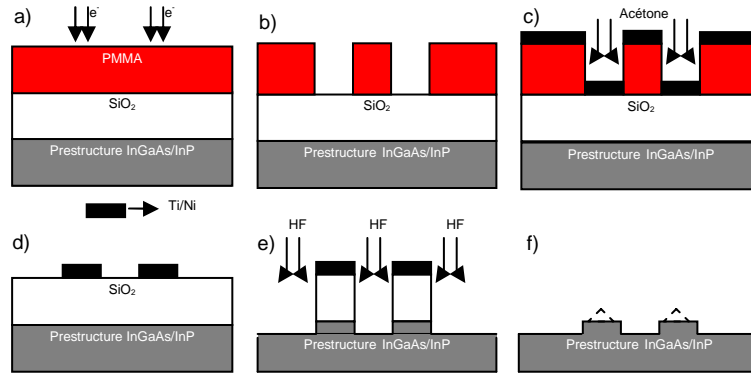 a)
e-
e-
PMMA
SiO₂
Prestructure InGaAs/InP
b)
SiO₂
Prestructure InGaAs/InP
c)
Acétone
SiO₂
Prestructure InGaAs/InP
Ti/Ni
d)
SiO₂
Prestructure InGaAs/InP
e)
HF
HF
HF
Prestructure InGaAs/InP
f)
Prestructure InGaAs/InP